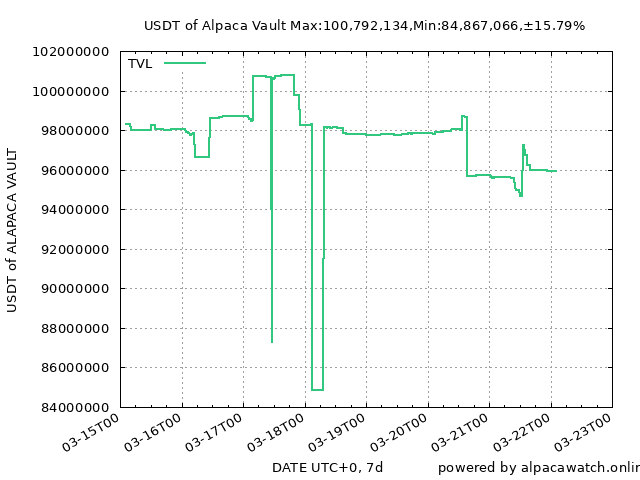 USDT of Alpaca Vault Max:100,792,134,Min:84,867,066,±15.79%
TVL
USDT of ALAPACA VAULT
102000000
100000000
98000000
96000000
94000000
92000000
90000000
88000000
86000000
84000000
03-15T00
03-16T00
03-17T00
03-18T00
03-19T00
03-20T00
03-21T00
03-22T00
03-23T00
DATE UTC+0, 7d
powered by alpacawatch.onlin